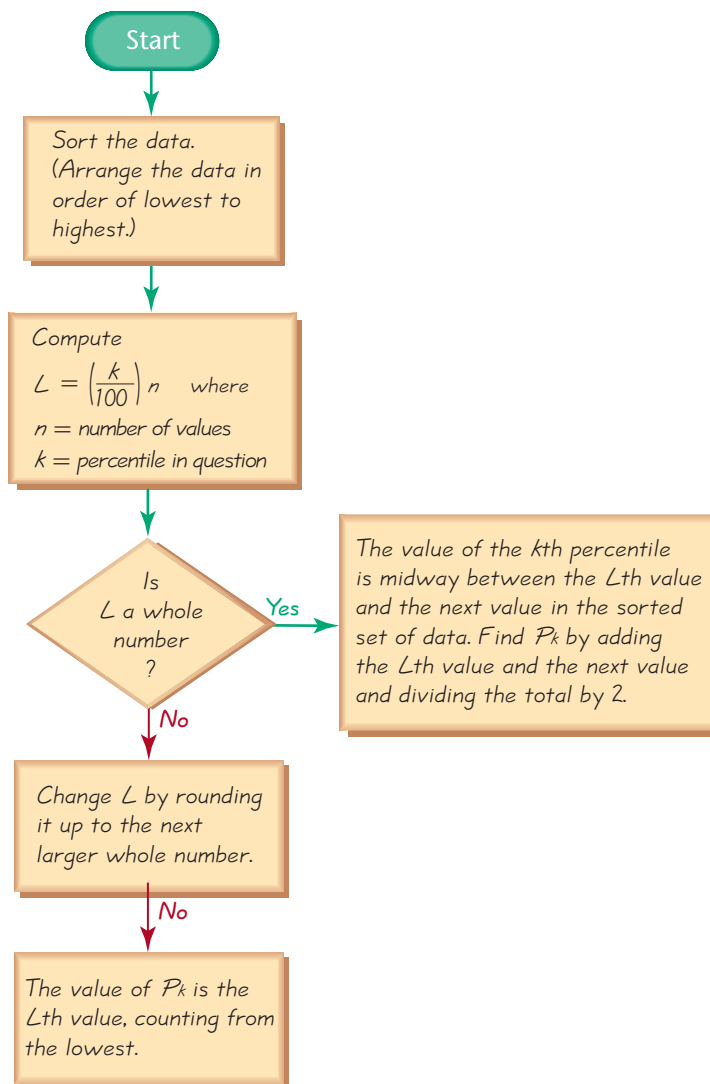 Start
Sort the data.
(Arrange the data in
order of lowest to
highest.)
Compute
L = (k/100) n where
n = number of values
k = percentile in question
Is
L a whole
number
?
Yes
The value of the kth percentile
is midway between the Lth value
and the next value in the sorted
set of data. Find Pk by adding
the Lth value and the next value
and dividing the total by 2.
No
Change L by rounding
it up to the next
larger whole number.
No
The value of Pk is the
Lth value, counting from
the lowest.